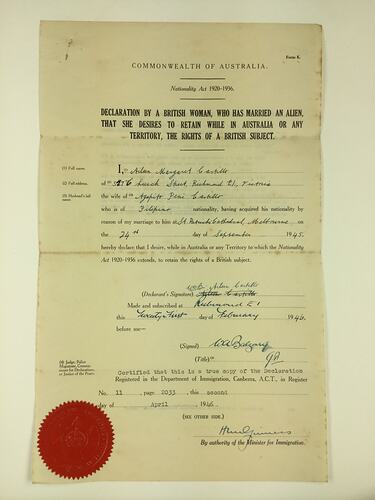 Form K.
COMMONWEALTH OF AUSTRALIA.
Nationality Act 1920-1936.
DECLARATION BY A BRITISH WOMAN, WHO HAS MARRIED AN ALIEN,
THAT SHE DESIRES TO RETAIN WHILE IN AUSTRALIA OR ANY
TERRITORY, THE RIGHTS OF A BRITISH SUBJECT.
(1) Full name.
I, (1) Margaret Castillo
(2) Full address.
of (2) Street, Richmond E1, Victoria
(3) Husband's full name.
the wife of (3) Castillo
who is of Filipino nationality, having acquired his nationality by
reason of my marriage to him at St. Patrick's Cathedral, Melbourne on
the 24th day of September 1945.
hereby declare that I desire, while in Australia or any Territory to which the Nationality
Act 1920-1936 extends, to retain the rights of a British subject.
Castillo
(Declarant's Signature) Castillo
Made and subscribed at Richmond E1
this Twenty First day of February 1946
before me—
(Signed)
(Title) (4) JP
(4) Judge, Police Magistrate, Commissioner for Declarations, or Justice of the Peace.
Certified that this is a true copy of the Declaration
Registered in the Department of Immigration, Canberra, A.C.T., in Register
No. 11 , page 2033 , this second
day of April , 1946.
(SEE OTHER SIDE.)
By authority of the Minister for Immigration.